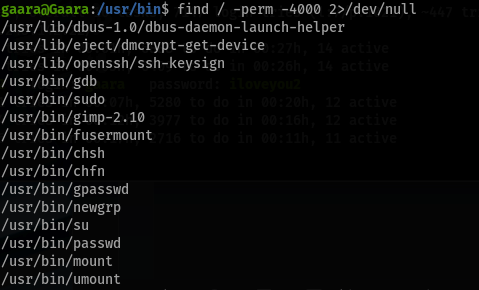 gaara@Gaara:/usr/bin$ find / -perm -4000 2>/dev/null
/usr/lib/dbus-1.0/dbus-daemon-launch-helper
/usr/lib/eject/dmcrypt-get-device
/usr/lib/openssh/ssh-keysign
/usr/bin/gdb
/usr/bin/sudo
/usr/bin/gimp-2.10
/usr/bin/fusermount
/usr/bin/chsh
/usr/bin/chfn
/usr/bin/gpasswd
/usr/bin/newgrp
/usr/bin/su
/usr/bin/passwd
/usr/bin/mount
/usr/bin/umount